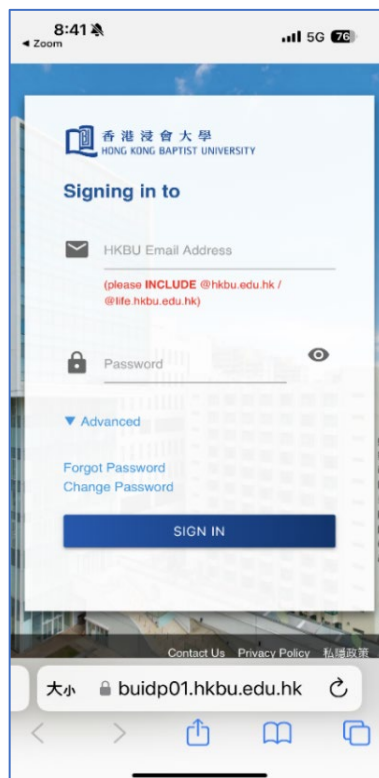 8:41
5G 76
◀ Zoom
香港浸會大學
HONG KONG BAPTIST UNIVERSITY
Signing in to
HKBU Email Address
(please INCLUDE @hkbu.edu.hk /
@life.hkbu.edu.hk)
Password
▼ Advanced
Forgot Password
Change Password
SIGN IN
Contact Us Privacy Policy 私隱政策
大小 buidp01.hkbu.edu.hk